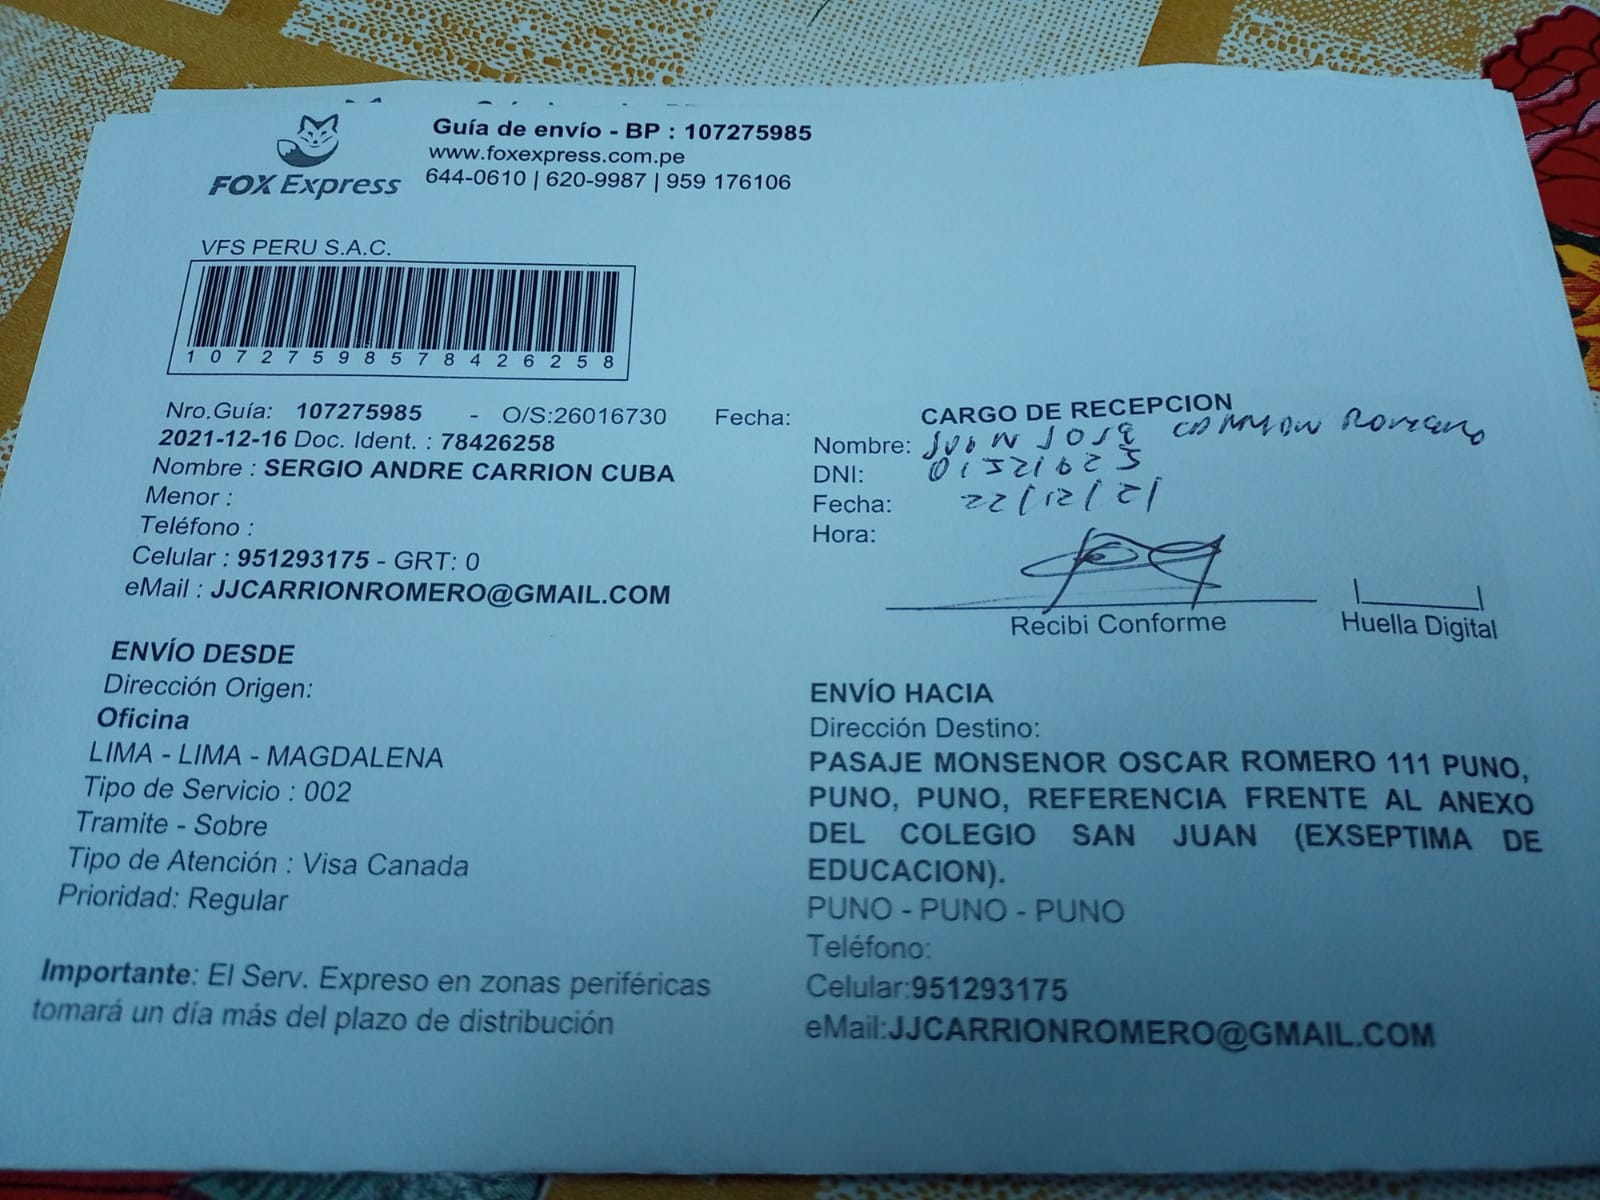 FOX Express
Guía de envío - BP : 107275985
www.foxexpress.com.pe
644-0610 | 620-9987 | 959 176106
VFS PERU S.A.C.
10727598578426258
Nro.Guía: 107275985 - O/S:26016730 Fecha:
2021-12-16 Doc. Ident. : 78426258
Nombre : SERGIO ANDRE CARRION CUBA
Menor :
Teléfono :
Celular : 951293175 - GRT: 0
eMail : JJCARRIONROMERO@GMAIL.COM
CARGO DE RECEPCION
Nombre: JUAN JOSE CARRION ROMERO
DNI: 01321625
Fecha: 22/12/21
Hora:
Recibi Conforme
Huella Digital
ENVÍO DESDE
Dirección Origen:
Oficina
LIMA - LIMA - MAGDALENA
Tipo de Servicio : 002
Tramite - Sobre
Tipo de Atención : Visa Canada
Prioridad: Regular
Importante: El Serv. Expreso en zonas periféricas
tomará un día más del plazo de distribución
ENVÍO HACIA
Dirección Destino:
PASAJE MONSENOR OSCAR ROMERO 111 PUNO,
PUNO, PUNO, REFERENCIA FRENTE AL ANEXO
DEL COLEGIO SAN JUAN (EXSEPTIMA DE
EDUCACION).
PUNO - PUNO - PUNO
Teléfono:
Celular:951293175
eMail:JJCARRIONROMERO@GMAIL.COM